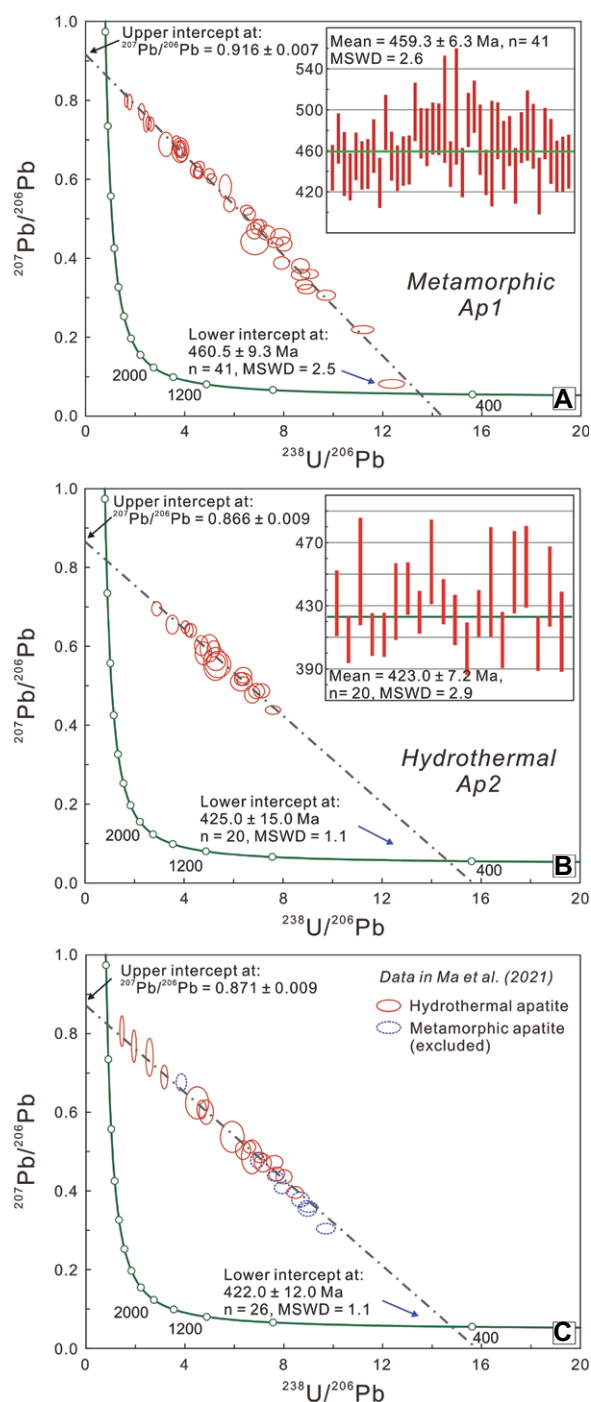 1.0
0.8
0.6
0.4
0.2
0.0
²⁰⁷Pb/²⁰⁶Pb
Upper intercept at:
²⁰⁷Pb/²⁰⁶Pb = 0.916 ± 0.007
Mean = 459.3 ± 6.3 Ma, n= 41
MSWD = 2.6
540
500
460
420
Metamorphic
Ap1
Lower intercept at:
460.5 ± 9.3 Ma
n = 41, MSWD = 2.5
2000
1200
400
A
0 4 8 12 16 20
²³⁸U/²⁰⁶Pb
1.0
0.8
0.6
0.4
0.2
0.0
²⁰⁷Pb/²⁰⁶Pb
Upper intercept at:
²⁰⁷Pb/²⁰⁶Pb = 0.866 ± 0.009
470
430
390
Mean = 423.0 ± 7.2 Ma,
n= 20, MSWD = 2.9
Hydrothermal
Ap2
Lower intercept at:
425.0 ± 15.0 Ma
n = 20, MSWD = 1.1
2000
1200
400
B
0 4 8 12 16 20
²³⁸U/²⁰⁶Pb
1.0
0.8
0.6
0.4
0.2
0.0
²⁰⁷Pb/²⁰⁶Pb
Upper intercept at:
²⁰⁷Pb/²⁰⁶Pb = 0.871 ± 0.009
Data in Ma et al. (2021)
Hydrothermal apatite
Metamorphic apatite
(excluded)
Lower intercept at:
422.0 ± 12.0 Ma
n = 26, MSWD = 1.1
2000
1200
400
C
0 4 8 12 16 20
²³⁸U/²⁰⁶Pb